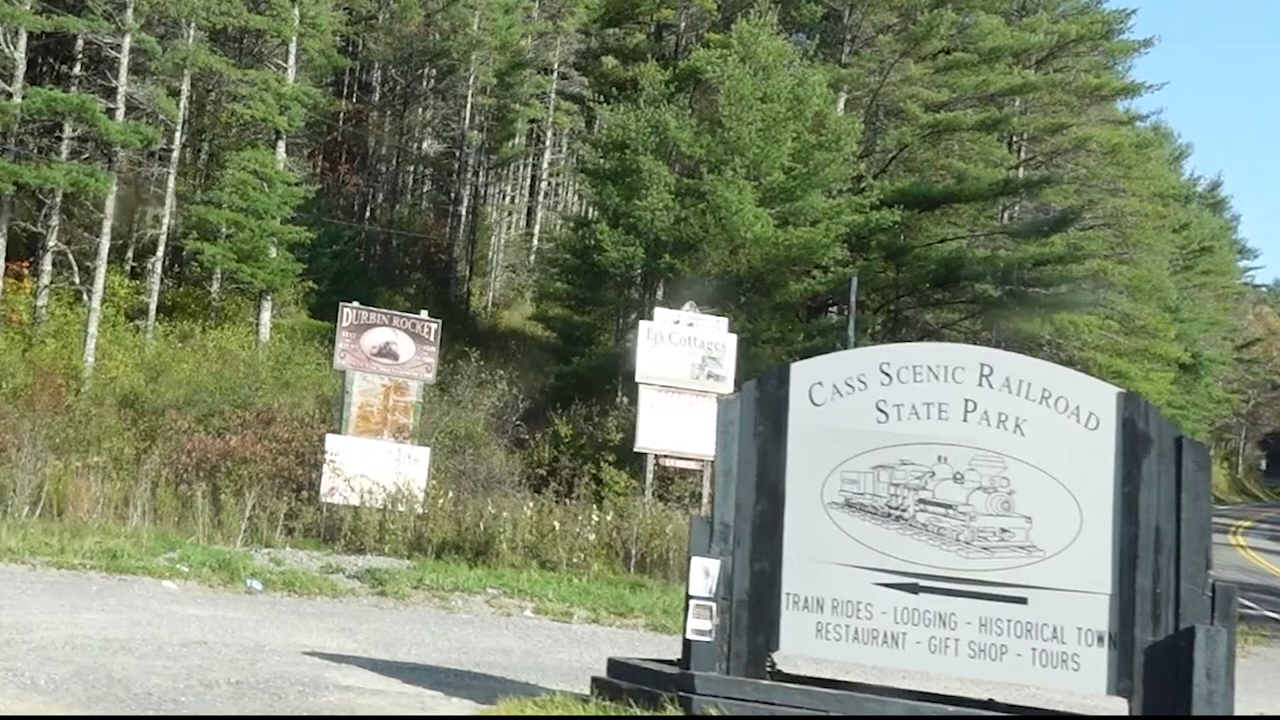 DURBIN ROCKET
EJ's Cottages
CASS SCENIC RAILROAD
STATE PARK
TRAIN RIDES - LODGING - HISTORICAL TOWN
RESTAURANT - GIFT SHOP - TOURS